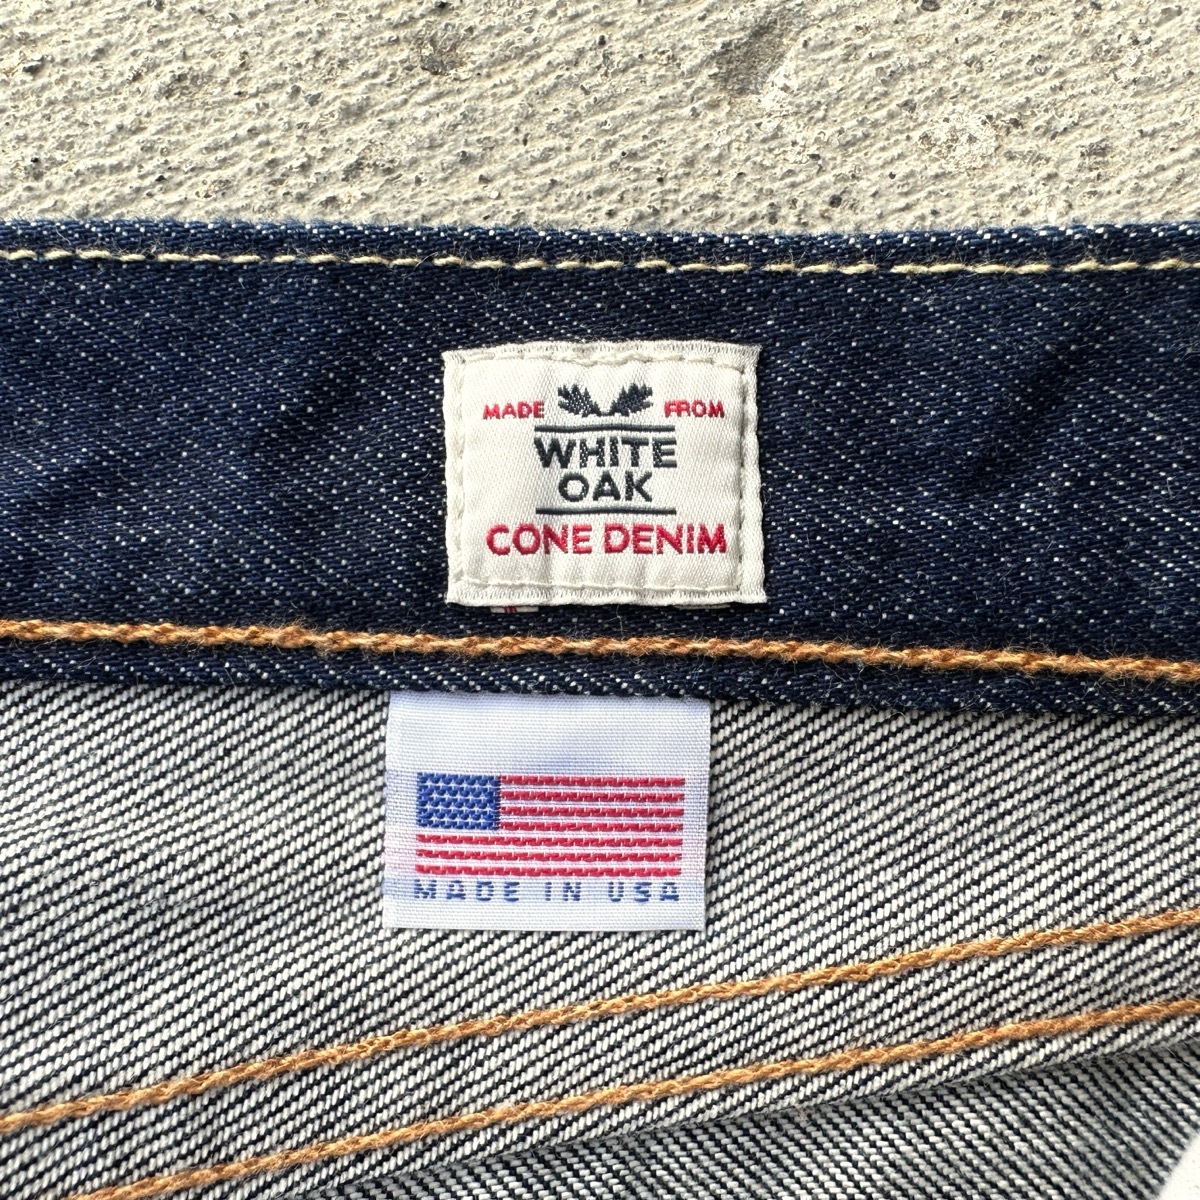 MADE FROM
WHITE
OAK
CONE DENIM
MADE IN USA